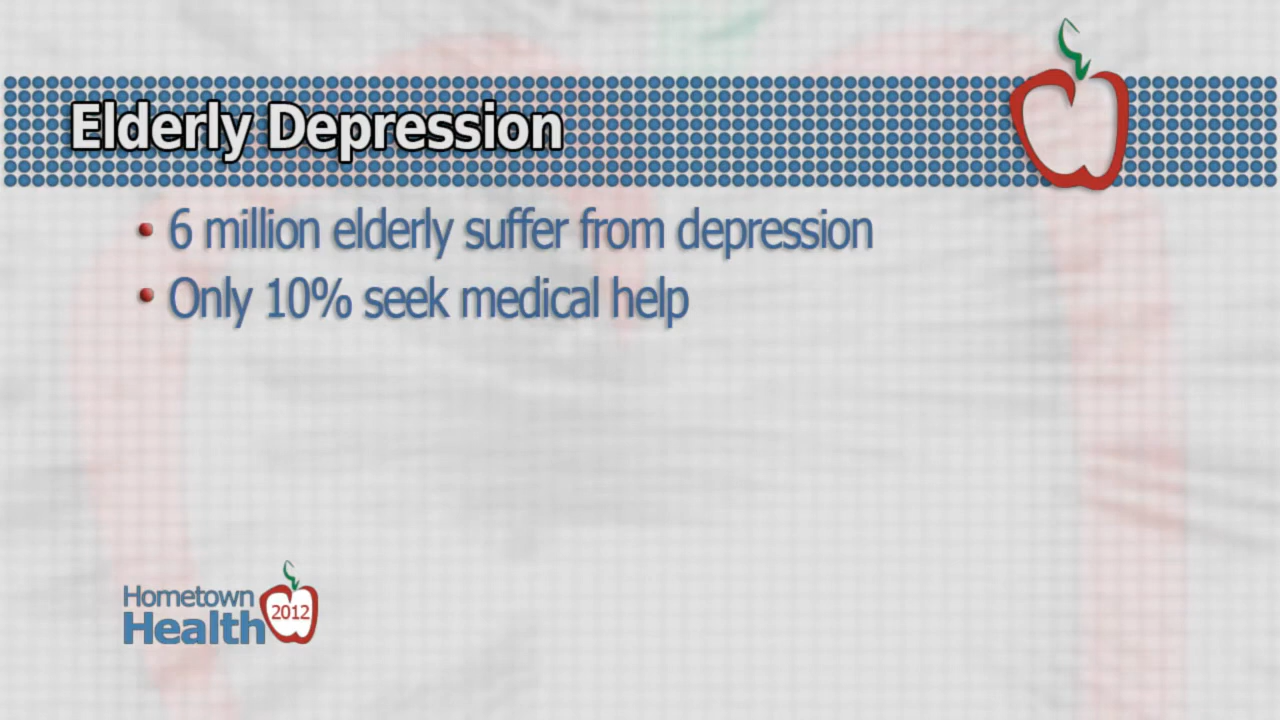 Elderly Depression
• 6 million elderly suffer from depression
• Only 10% seek medical help
Hometown
Health
2012